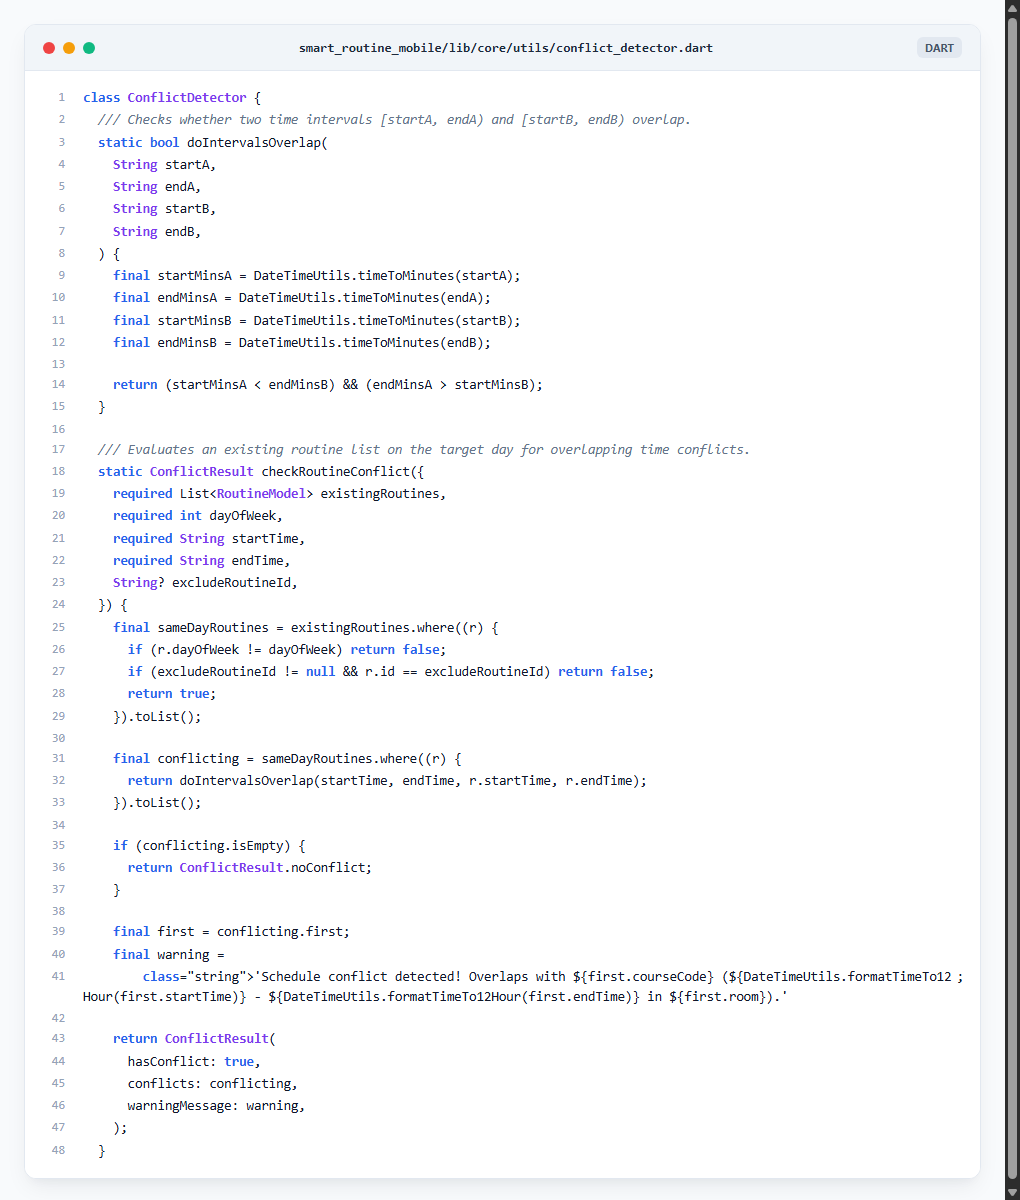 smart_routine_mobile/lib/core/utils/conflict_detector.dart
DART
1 class ConflictDetector {
2 /// Checks whether two time intervals [startA, endA) and [startB, endB) overlap.
3 static bool doIntervalsOverlap(
4 String startA,
5 String endA,
6 String startB,
7 String endB,
8 ) {
9 final startMinsA = DateTimeUtils.timeToMinutes(startA);
10 final endMinsA = DateTimeUtils.timeToMinutes(endA);
11 final startMinsB = DateTimeUtils.timeToMinutes(startB);
12 final endMinsB = DateTimeUtils.timeToMinutes(endB);
13
14 return (startMinsA < endMinsB) && (endMinsA > startMinsB);
15 }
16
17 /// Evaluates an existing routine list on the target day for overlapping time conflicts.
18 static ConflictResult checkRoutineConflict({
19 required List<RoutineModel> existingRoutines,
20 required int dayOfWeek,
21 required String startTime,
22 required String endTime,
23 String? excludeRoutineId,
24 }) {
25 final sameDayRoutines = existingRoutines.where((r) {
26 if (r.dayOfWeek != dayOfWeek) return false;
27 if (excludeRoutineId != null && r.id == excludeRoutineId) return false;
28 return true;
29 }).toList();
30
31 final conflicting = sameDayRoutines.where((r) {
32 return doIntervalsOverlap(startTime, endTime, r.startTime, r.endTime);
33 }).toList();
34
35 if (conflicting.isEmpty) {
36 return ConflictResult.noConflict;
37 }
38
39 final first = conflicting.first;
40 final warning =
41 class="string">'Schedule conflict detected! Overlaps with ${first.courseCode} (${DateTimeUtils.formatTimeTo12 ;
Hour(first.startTime)} - ${DateTimeUtils.formatTimeTo12Hour(first.endTime)} in ${first.room}).'
42
43 return ConflictResult(
44 hasConflict: true,
45 conflicts: conflicting,
46 warningMessage: warning,
47 );
48 }